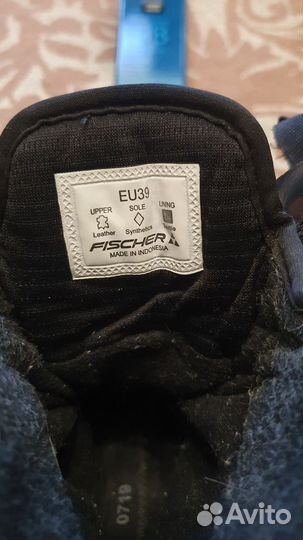 EU39
UPPER SOLE LINING
Leather Synthetics
FISCHER
MADE IN INDONESIA
0719
Avito